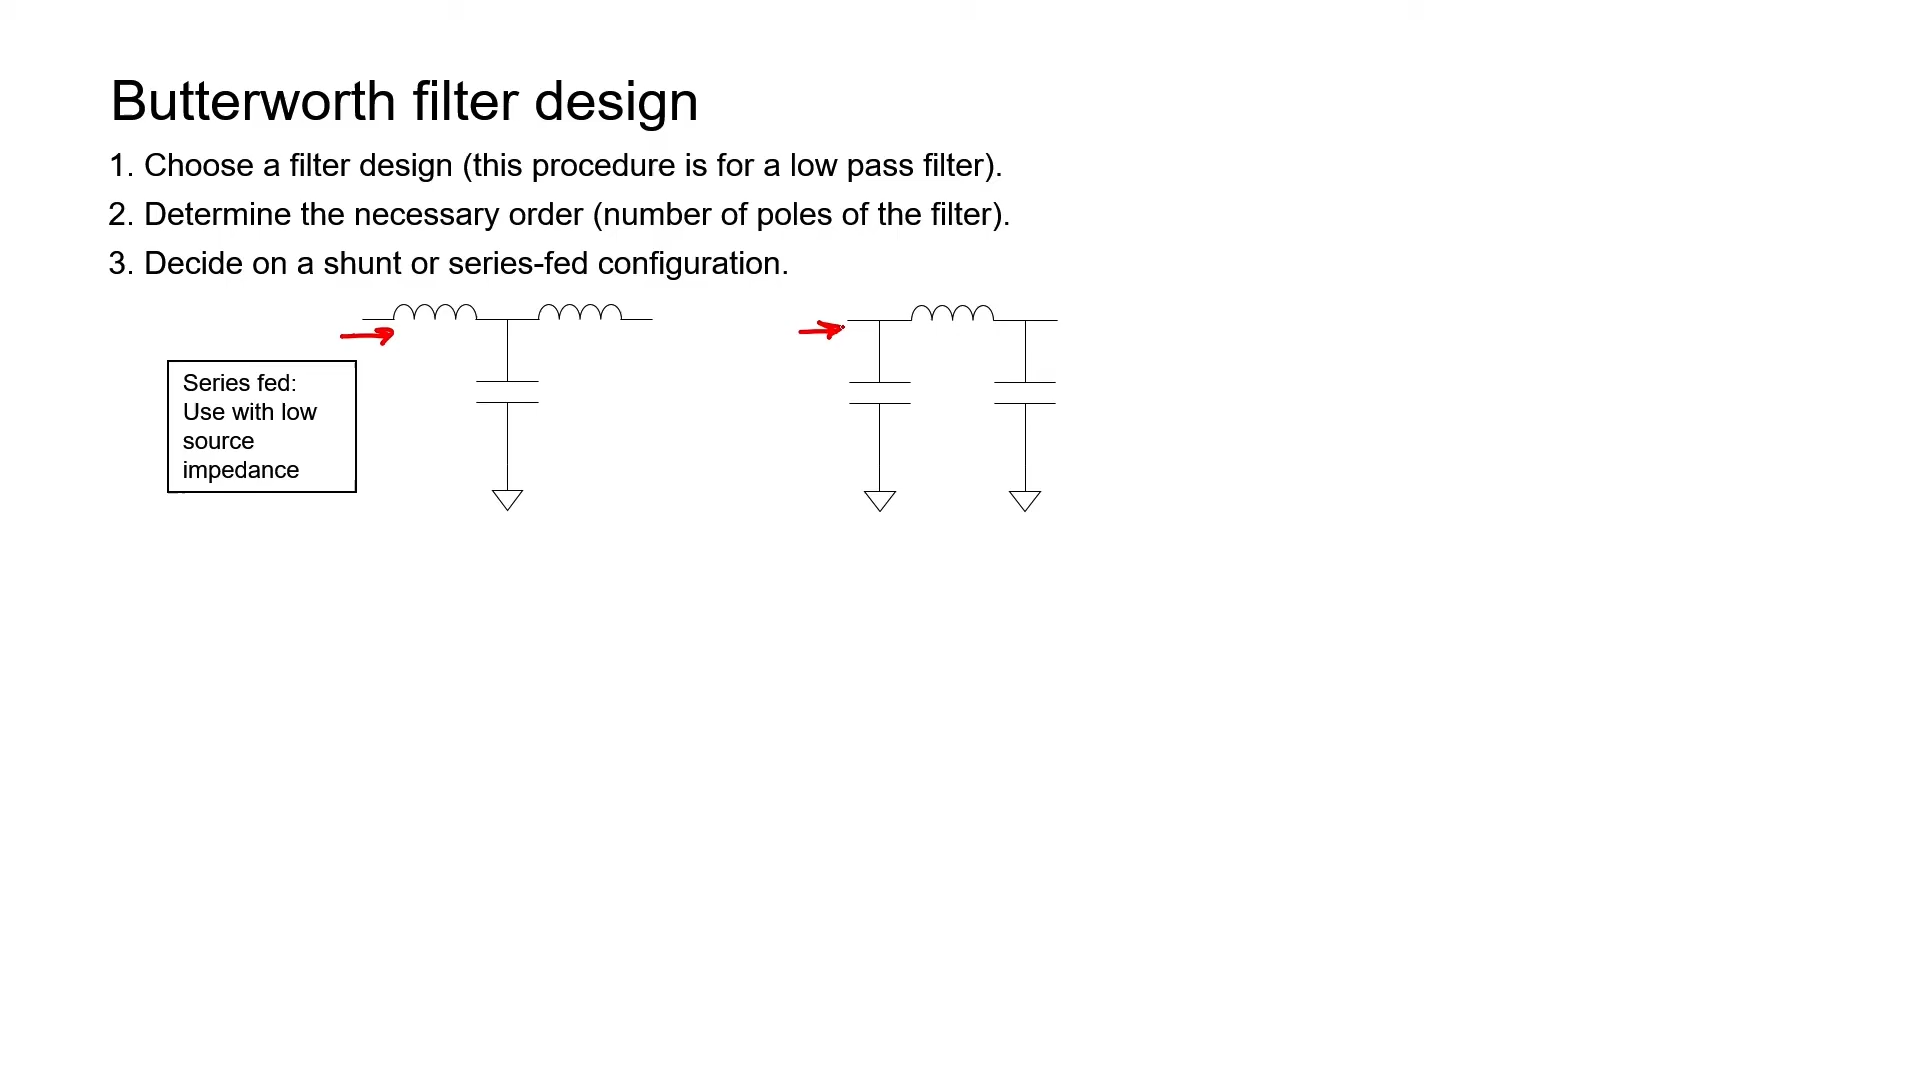 Butterworth filter design
1. Choose a filter design (this procedure is for a low pass filter).
2. Determine the necessary order (number of poles of the filter).
3. Decide on a shunt or series-fed configuration.
Series fed:
Use with low
source
impedance